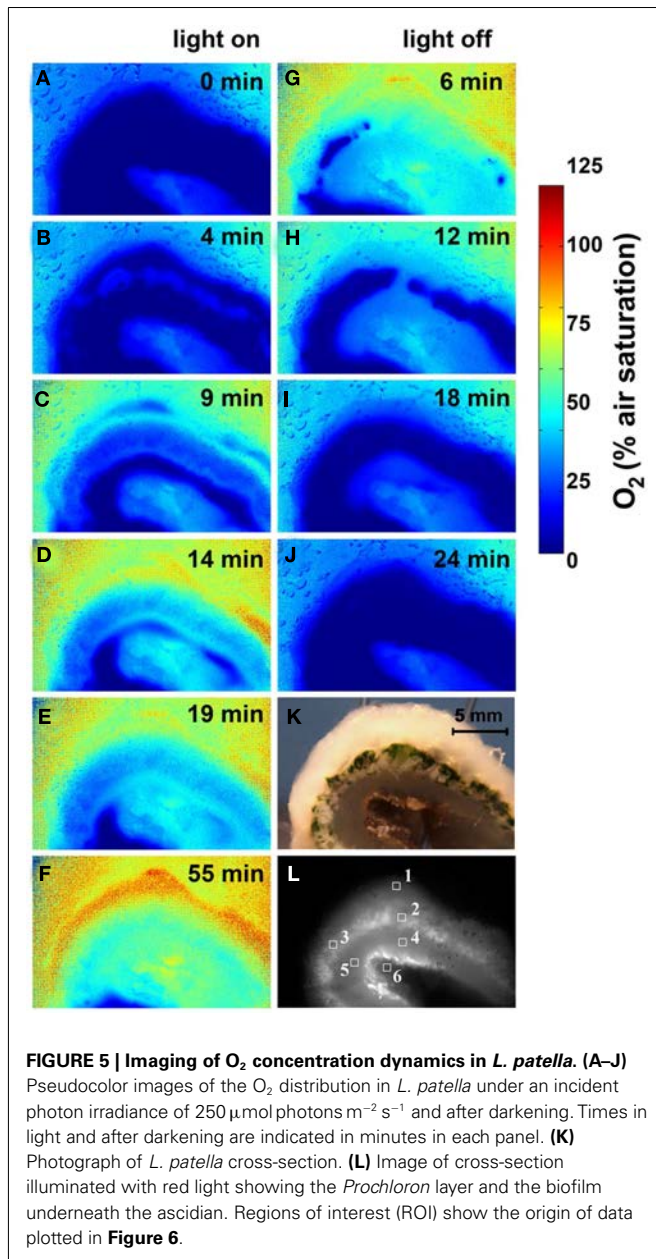 light on
light off
A
0 min
G
6 min
B
4 min
H
12 min
C
9 min
I
18 min
D
14 min
J
24 min
E
19 min
K
5 mm
F
55 min
L
1
2
3
4
5
6
125
100
75
50
25
0
O₂ (% air saturation)
FIGURE 5 | Imaging of O₂ concentration dynamics in L. patella. (A–J)
Pseudocolor images of the O₂ distribution in L. patella under an incident
photon irradiance of 250 μmol photons m⁻² s⁻¹ and after darkening. Times in
light and after darkening are indicated in minutes in each panel. (K)
Photograph of L. patella cross-section. (L) Image of cross-section
illuminated with red light showing the Prochloron layer and the biofilm
underneath the ascidian. Regions of interest (ROI) show the origin of data
plotted in Figure 6.